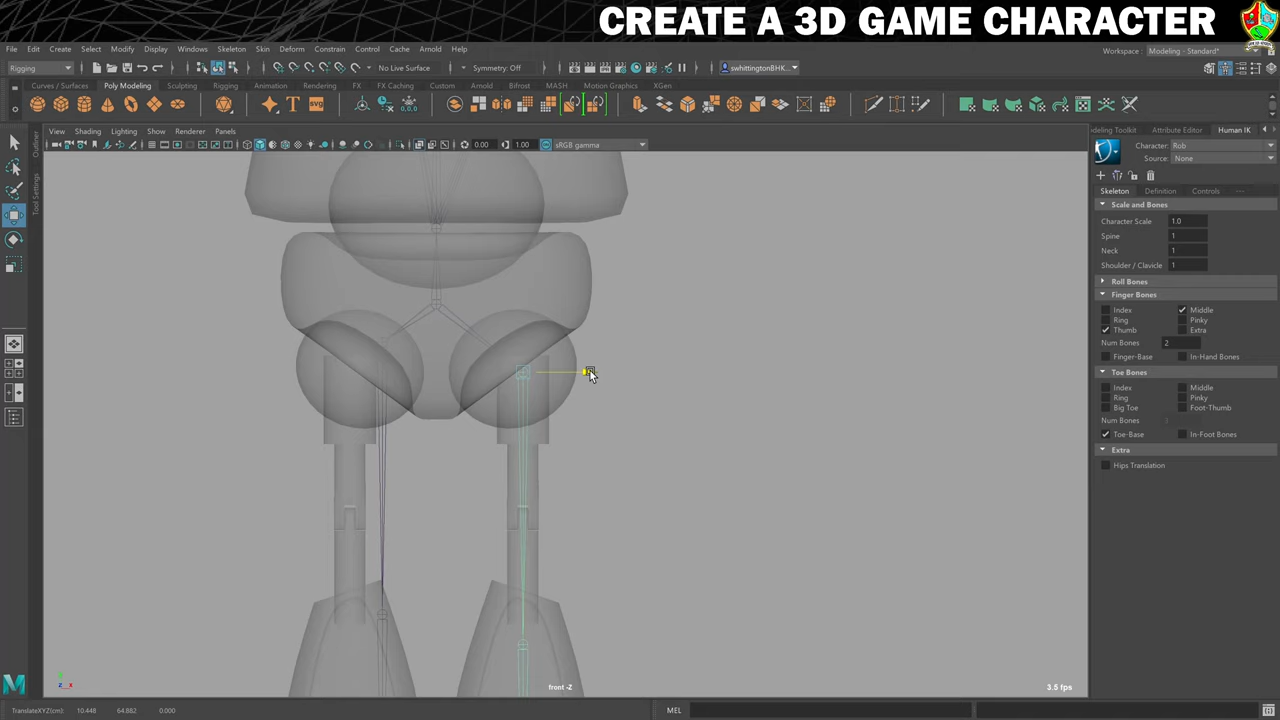 CREATE A 3D GAME CHARACTER
File Edit Create Select Modify Display Windows Skeleton Skin Deform Constrain Control Cache Arnold Help
Workspace : Modeling - Standard*
Rigging
No Live Surface
Symmetry: Off
swhittingtonBHK...
Curves / Surfaces Poly Modeling Sculpting Rigging Animation Rendering FX FX Caching Custom Arnold Bifrost MASH Motion Graphics XGen
View Shading Lighting Show Renderer Panels
0.00 1.00 sRGB gamma
Outliner
Tool Settings
deling Toolkit Attribute Editor Human IK
Character: Rob
Source: None
Skeleton Definition Controls
Scale and Bones
Character Scale 1.0
Spine 1
Neck 1
Shoulder / Clavicle 1
Roll Bones
Finger Bones
Index Middle
Ring Pinky
Thumb Extra
Num Bones 2
Finger-Base In-Hand Bones
Toe Bones
Index Middle
Ring Pinky
Big Toe Foot-Thumb
Num Bones 3
Toe-Base In-Foot Bones
Extra
Hips Translation
front -Z
3.5 fps
TranslateXYZ(cm): 10.448 64.882 0.000
MEL